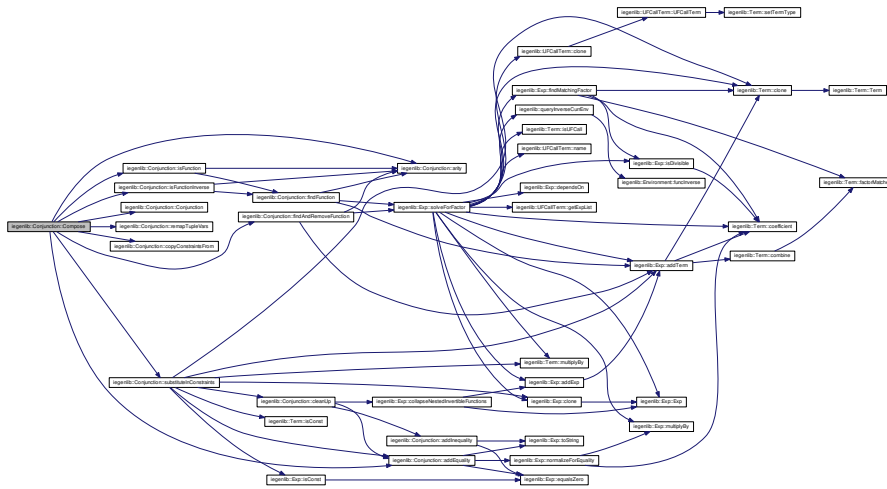 iegenlib::UFCallTerm::UFCallTerm
iegenlib::Term::setTermType
iegenlib::UFCallTerm::clone
iegenlib::Exp::findMatchingFactor
iegenlib::Term::clone
iegenlib::Term::Term
iegenlib::queryInverseCurrEnv
iegenlib::Term::isUFCall
iegenlib::UFCallTerm::name
iegenlib::Conjunction::isFunction
iegenlib::Conjunction::arity
iegenlib::Exp::isDivisible
iegenlib::Conjunction::isFunctionInverse
iegenlib::Environment::funcInverse
iegenlib::Term::factorMatches
iegenlib::Conjunction::findFunction
iegenlib::Exp::dependsOn
iegenlib::Conjunction::Conjunction
iegenlib::Exp::solveForFactor
iegenlib::UFCallTerm::getExpList
iegenlib::Conjunction::findAndRemoveFunction
iegenlib::Conjunction::Compose
iegenlib::Conjunction::remapTupleVars
iegenlib::Term::coefficient
iegenlib::Conjunction::copyConstraintsFrom
iegenlib::Term::combine
iegenlib::Exp::addTerm
iegenlib::Term::multiplyBy
iegenlib::Conjunction::substituteInConstraints
iegenlib::Exp::addExp
iegenlib::Conjunction::cleanUp
iegenlib::Exp::collapseNestedInvertibleFunctions
iegenlib::Exp::clone
iegenlib::Exp::Exp
iegenlib::Term::isConst
iegenlib::Exp::multiplyBy
iegenlib::Conjunction::addInequality
iegenlib::Exp::toString
iegenlib::Conjunction::addEquality
iegenlib::Exp::normalizeForEquality
iegenlib::Exp::isConst
iegenlib::Exp::equalsZero